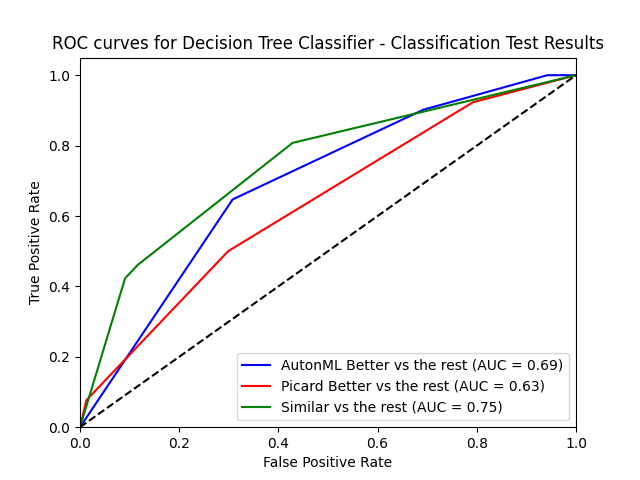 ROC curves for Decision Tree Classifier - Classification Test Results
1.0
0.8
0.6
0.4
0.2
0.0
True Positive Rate
AutonML Better vs the rest (AUC = 0.69)
Picard Better vs the rest (AUC = 0.63)
Similar vs the rest (AUC = 0.75)
0.0 0.2 0.4 0.6 0.8 1.0
False Positive Rate